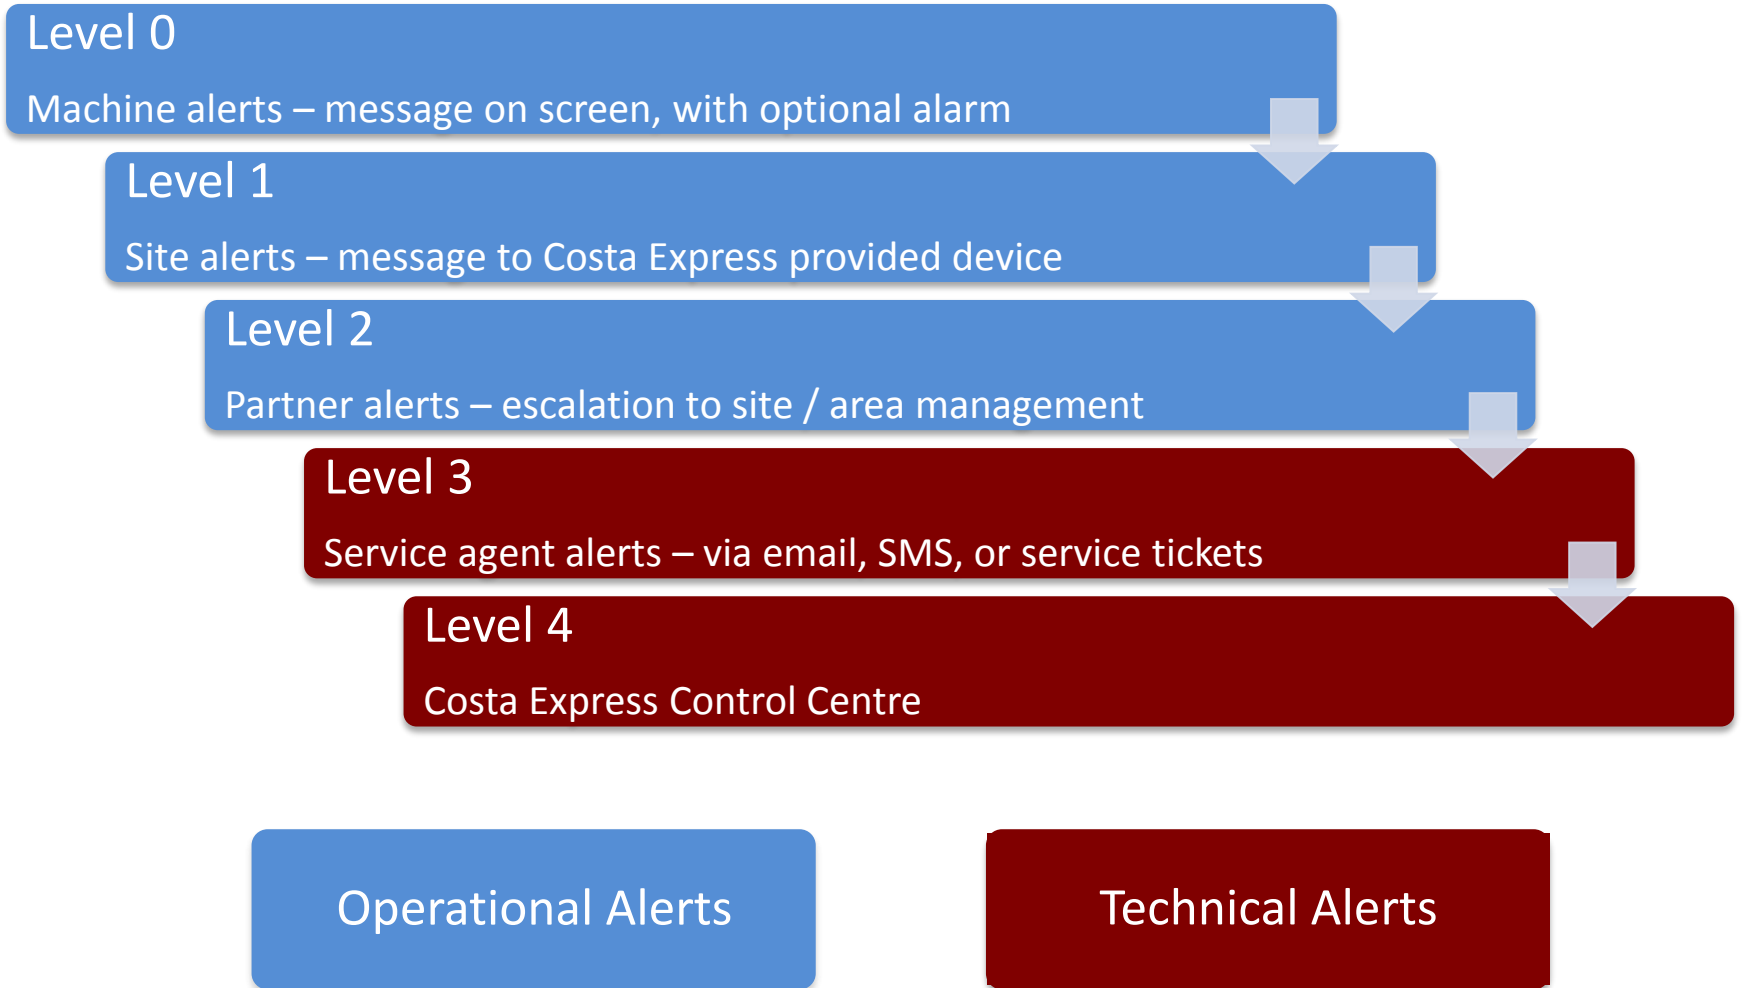 Level 0
Machine alerts – message on screen, with optional alarm
Level 1
Site alerts – message to Costa Express provided device
Level 2
Partner alerts – escalation to site / area management
Level 3
Service agent alerts – via email, SMS, or service tickets
Level 4
Costa Express Control Centre
Operational Alerts
Technical Alerts